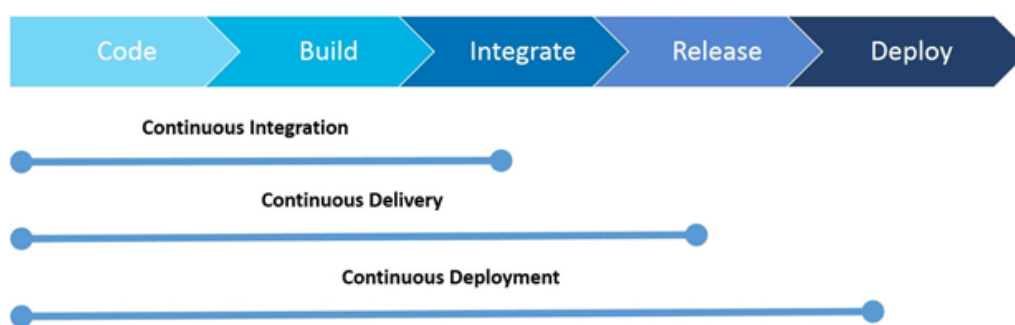 Code Build Integrate Release Deploy
Continuous Integration
Continuous Delivery
Continuous Deployment